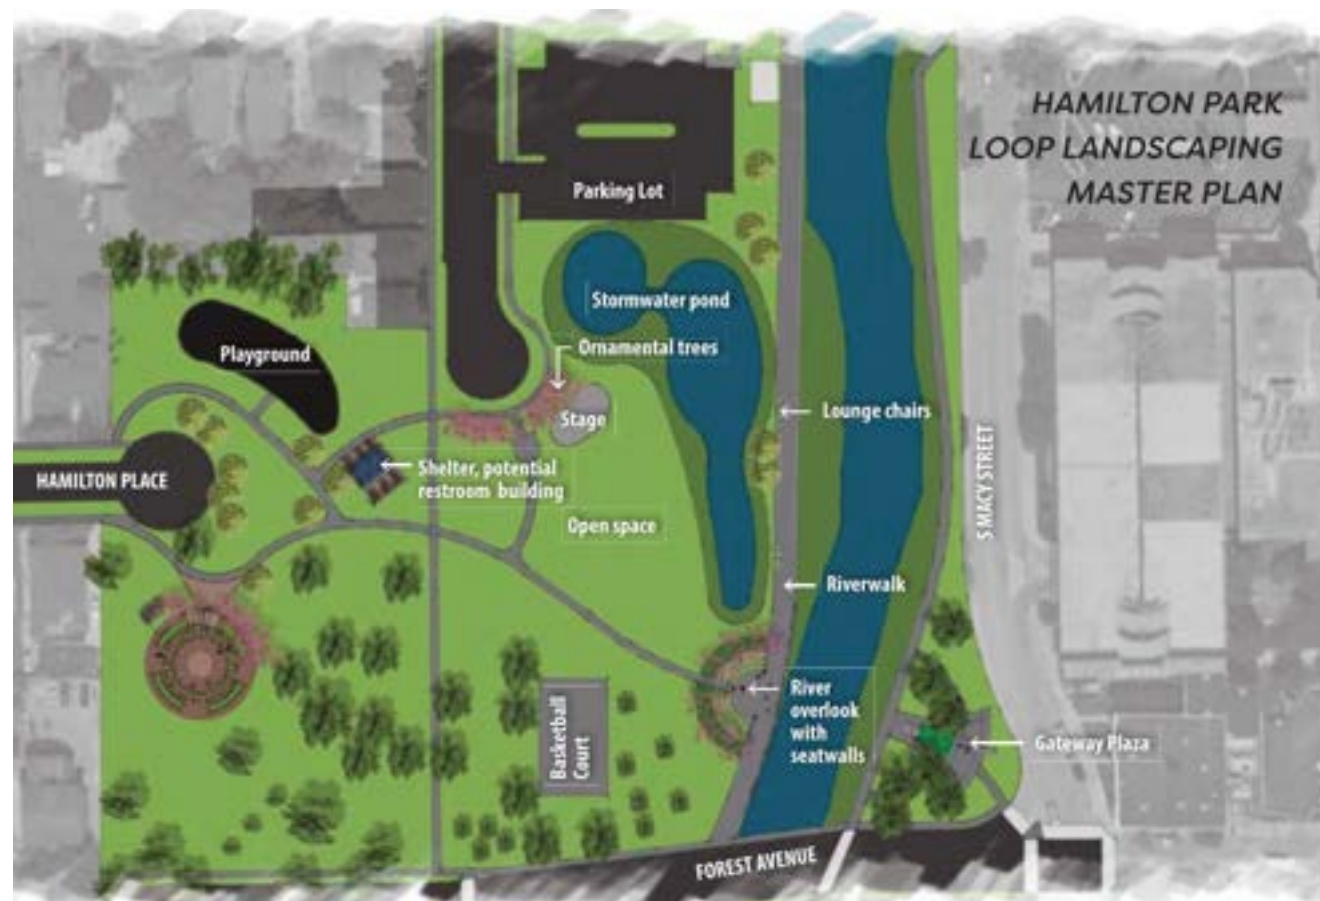 HAMILTON PARK
LOOP LANDSCAPING
MASTER PLAN
Parking Lot
Stormwater pond
Ornamental trees
Playground
Stage
Lounge chairs
Shelter, potential
restroom building
HAMILTON PLACE
S MACY STREET
Open space
Riverwalk
River
overlook
with
seatwalls
Basketball
Court
Gateway Plaza
FOREST AVENUE